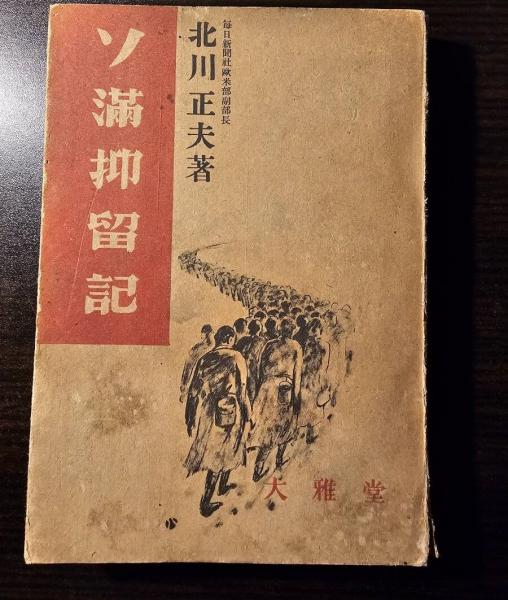 毎日新聞社歐米部副部長
北川正夫著
ソ滿抑留記
大雅堂